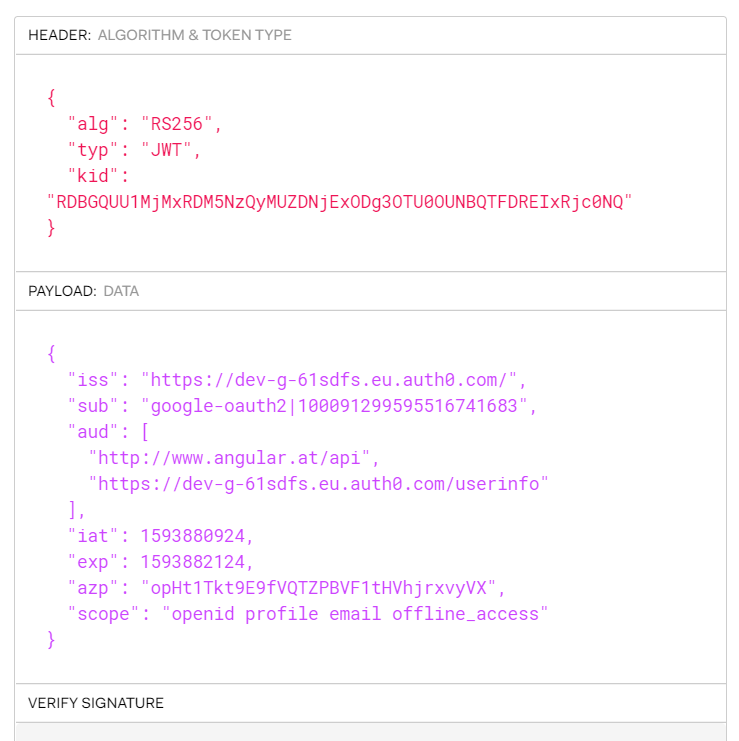 HEADER: ALGORITHM & TOKEN TYPE
{
"alg": "RS256",
"typ": "JWT",
"kid":
"RDBGQUU1MjMxRDM5NzQyMUZDNjExODg3OTU0OUNBQTFDREIxRjc0NQ"
}
PAYLOAD: DATA
{
"iss": "https://dev-g-61sdfs.eu.auth0.com/",
"sub": "google-oauth2|100091299595516741683",
"aud": [
"http://www.angular.at/api",
"https://dev-g-61sdfs.eu.auth0.com/userinfo"
],
"iat": 1593880924,
"exp": 1593882124,
"azp": "opHt1Tkt9E9fVQTZPBVF1tHVhjrxvyVX",
"scope": "openid profile email offline_access"
}
VERIFY SIGNATURE